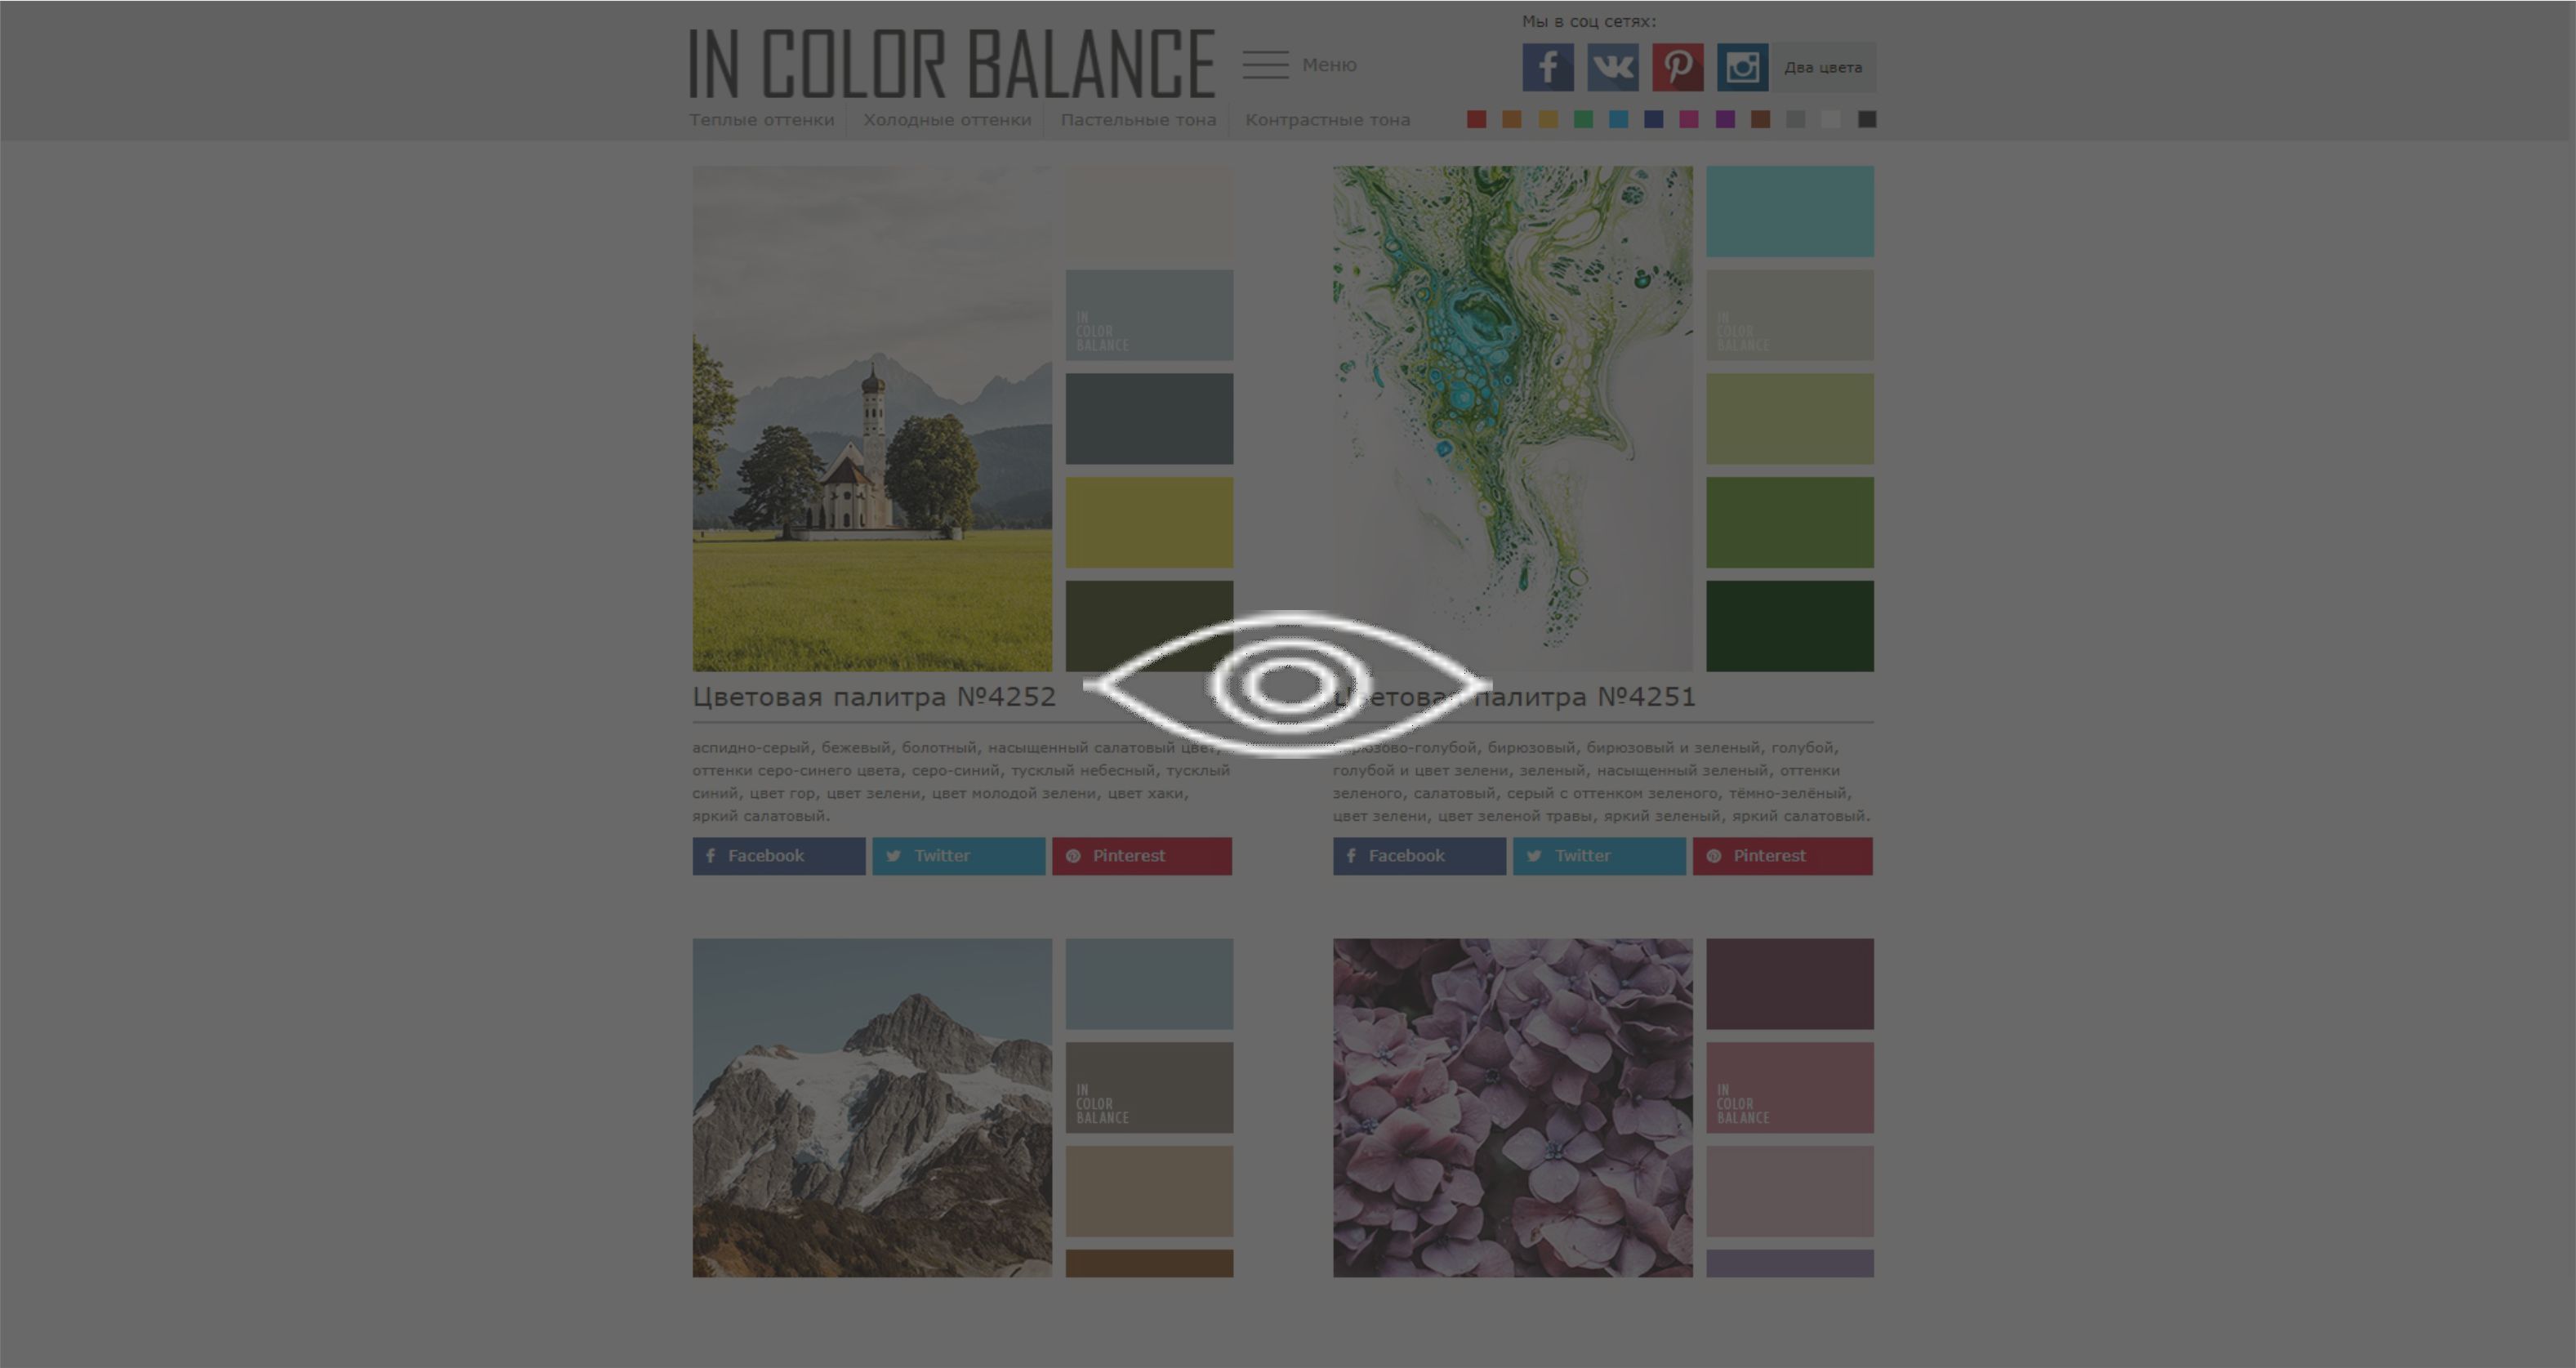 Мы в соц сетях:
IN COLOR BALANCE
Меню
Два цвета
Теплые оттенки
Холодные оттенки
Пастельные тона
Контрастные тона
IN
COLOR
BALANCE
IN
COLOR
BALANCE
Цветовая палитра №4252
аспидно-серый, бежевый, болотный, насыщенный салатовый цвет,
оттенки серо-синего цвета, серо-синий, тусклый небесный, тусклый
синий, цвет гор, цвет зелени, цвет молодой зелени, цвет хаки,
яркий салатовый.
Facebook
Twitter
Pinterest
Цветовая палитра №4251
бирюзово-голубой, бирюзовый, бирюзовый и зеленый, голубой,
голубой и цвет зелени, зеленый, насыщенный зеленый, оттенки
зеленого, салатовый, серый с оттенком зеленого, тёмно-зелёный,
цвет зелени, цвет зеленой травы, яркий зеленый, яркий салатовый.
Facebook
Twitter
Pinterest
IN
COLOR
BALANCE
IN
COLOR
BALANCE